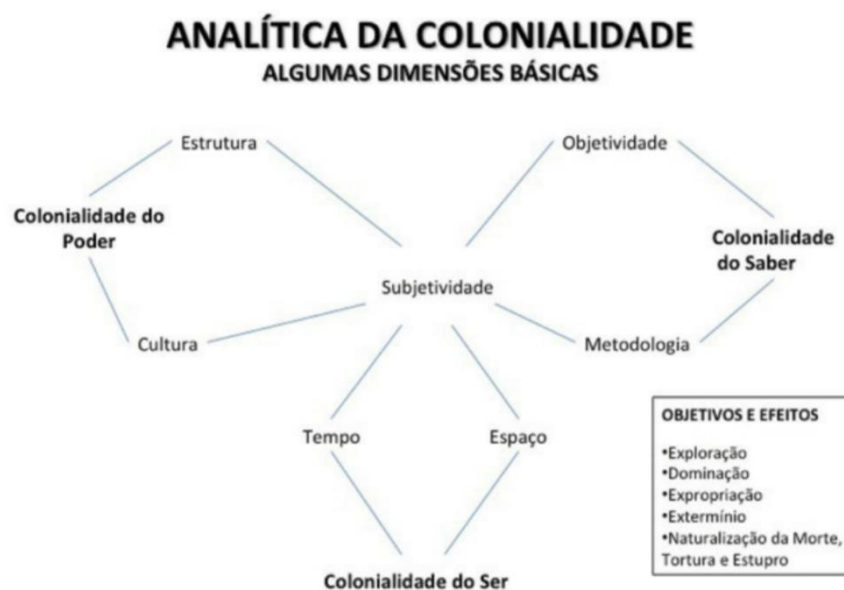 ANALÍTICA DA COLONIALIDADE
ALGUMAS DIMENSÕES BÁSICAS
Estrutura
Objetividade
Colonialidade do
Poder
Colonialidade
do Saber
Subjetividade
Cultura
Metodologia
Tempo
Espaço
Colonialidade do Ser
OBJETIVOS E EFEITOS
•Exploração
•Dominação
•Expropriação
•Extermínio
•Naturalização da Morte,
Tortura e Estupro